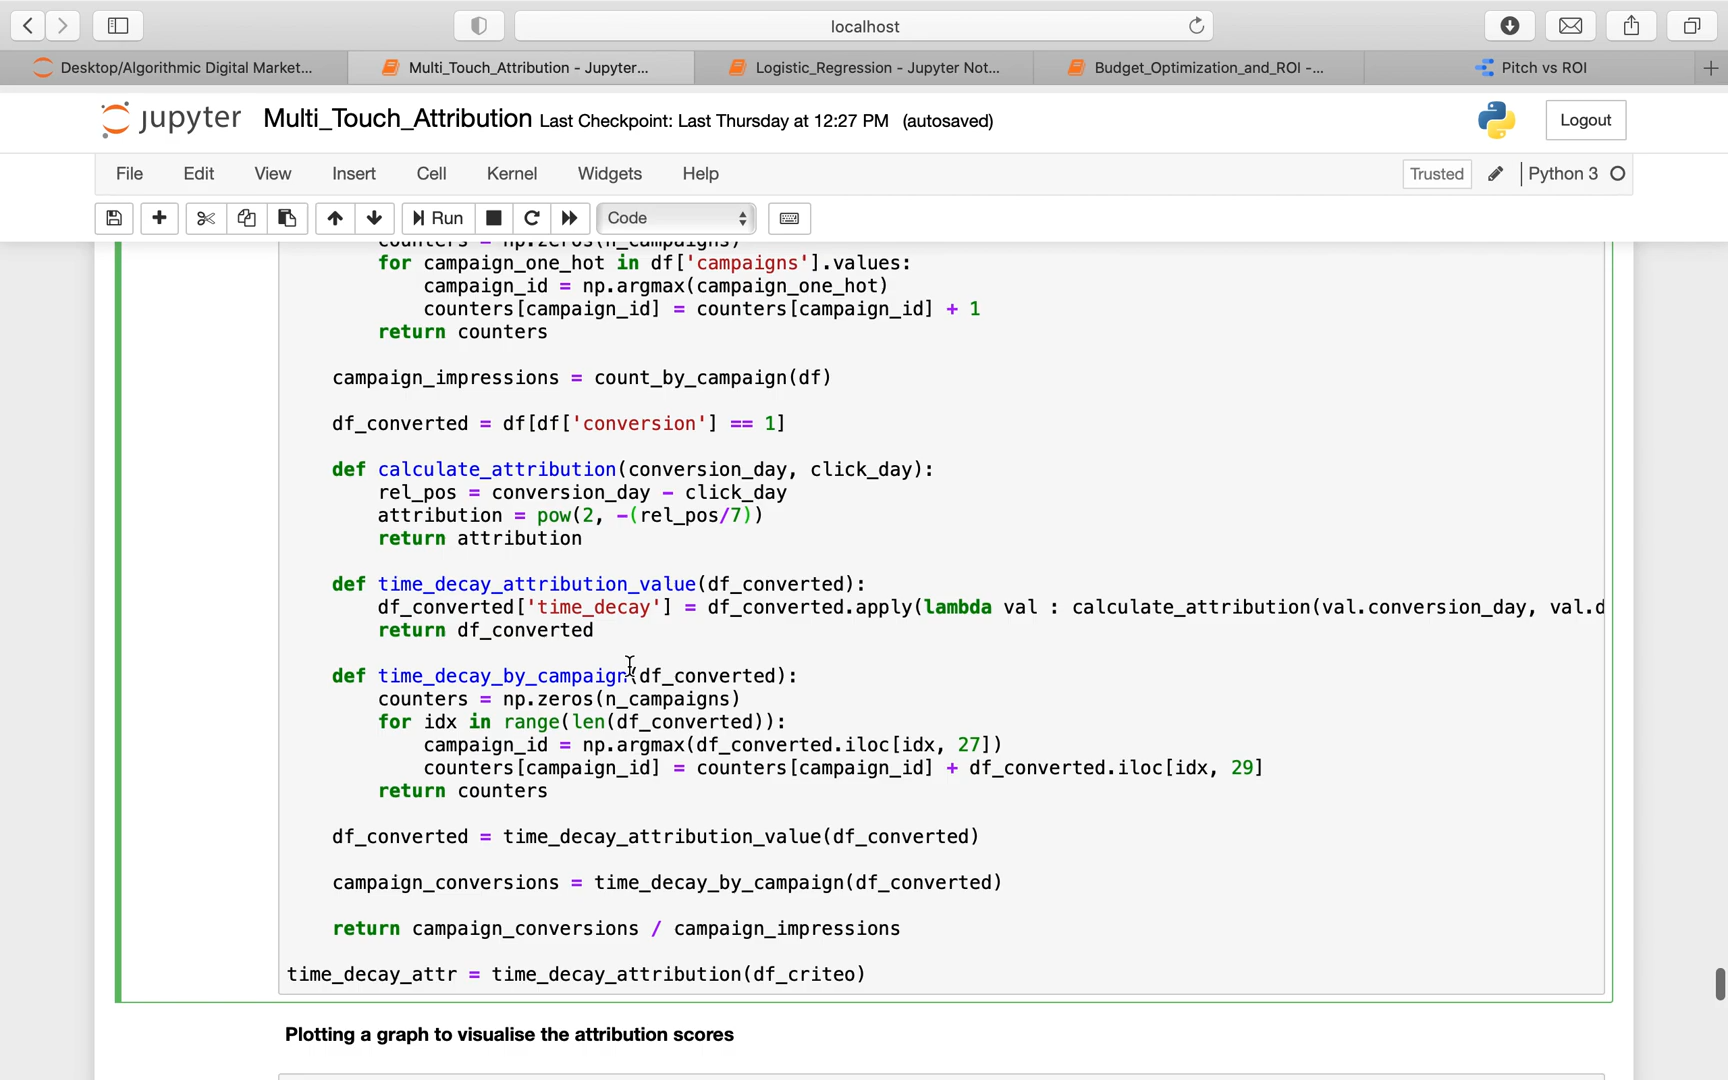 localhost
Desktop/Algorithmic Digital Market...
Multi_Touch_Attribution - Jupyter...
Logistic_Regression - Jupyter Not...
Budget_Optimization_and_ROI -...
Pitch vs ROI
jupyter Multi_Touch_Attribution Last Checkpoint: Last Thursday at 12:27 PM (autosaved)
Logout
File Edit View Insert Cell Kernel Widgets Help
Trusted Python 3
Run Code
counters = np.zeros(n_campaigns)
for campaign_one_hot in df['campaigns'].values:
campaign_id = np.argmax(campaign_one_hot)
counters[campaign_id] = counters[campaign_id] + 1
return counters
campaign_impressions = count_by_campaign(df)
df_converted = df[df['conversion'] == 1]
def calculate_attribution(conversion_day, click_day):
rel_pos = conversion_day - click_day
attribution = pow(2, -(rel_pos/7))
return attribution
def time_decay_attribution_value(df_converted):
df_converted['time_decay'] = df_converted.apply(lambda val : calculate_attribution(val.conversion_day, val.d
return df_converted
def time_decay_by_campaign(df_converted):
counters = np.zeros(n_campaigns)
for idx in range(len(df_converted)):
campaign_id = np.argmax(df_converted.iloc[idx, 27])
counters[campaign_id] = counters[campaign_id] + df_converted.iloc[idx, 29]
return counters
df_converted = time_decay_attribution_value(df_converted)
campaign_conversions = time_decay_by_campaign(df_converted)
return campaign_conversions / campaign_impressions
time_decay_attr = time_decay_attribution(df_criteo)
Plotting a graph to visualise the attribution scores